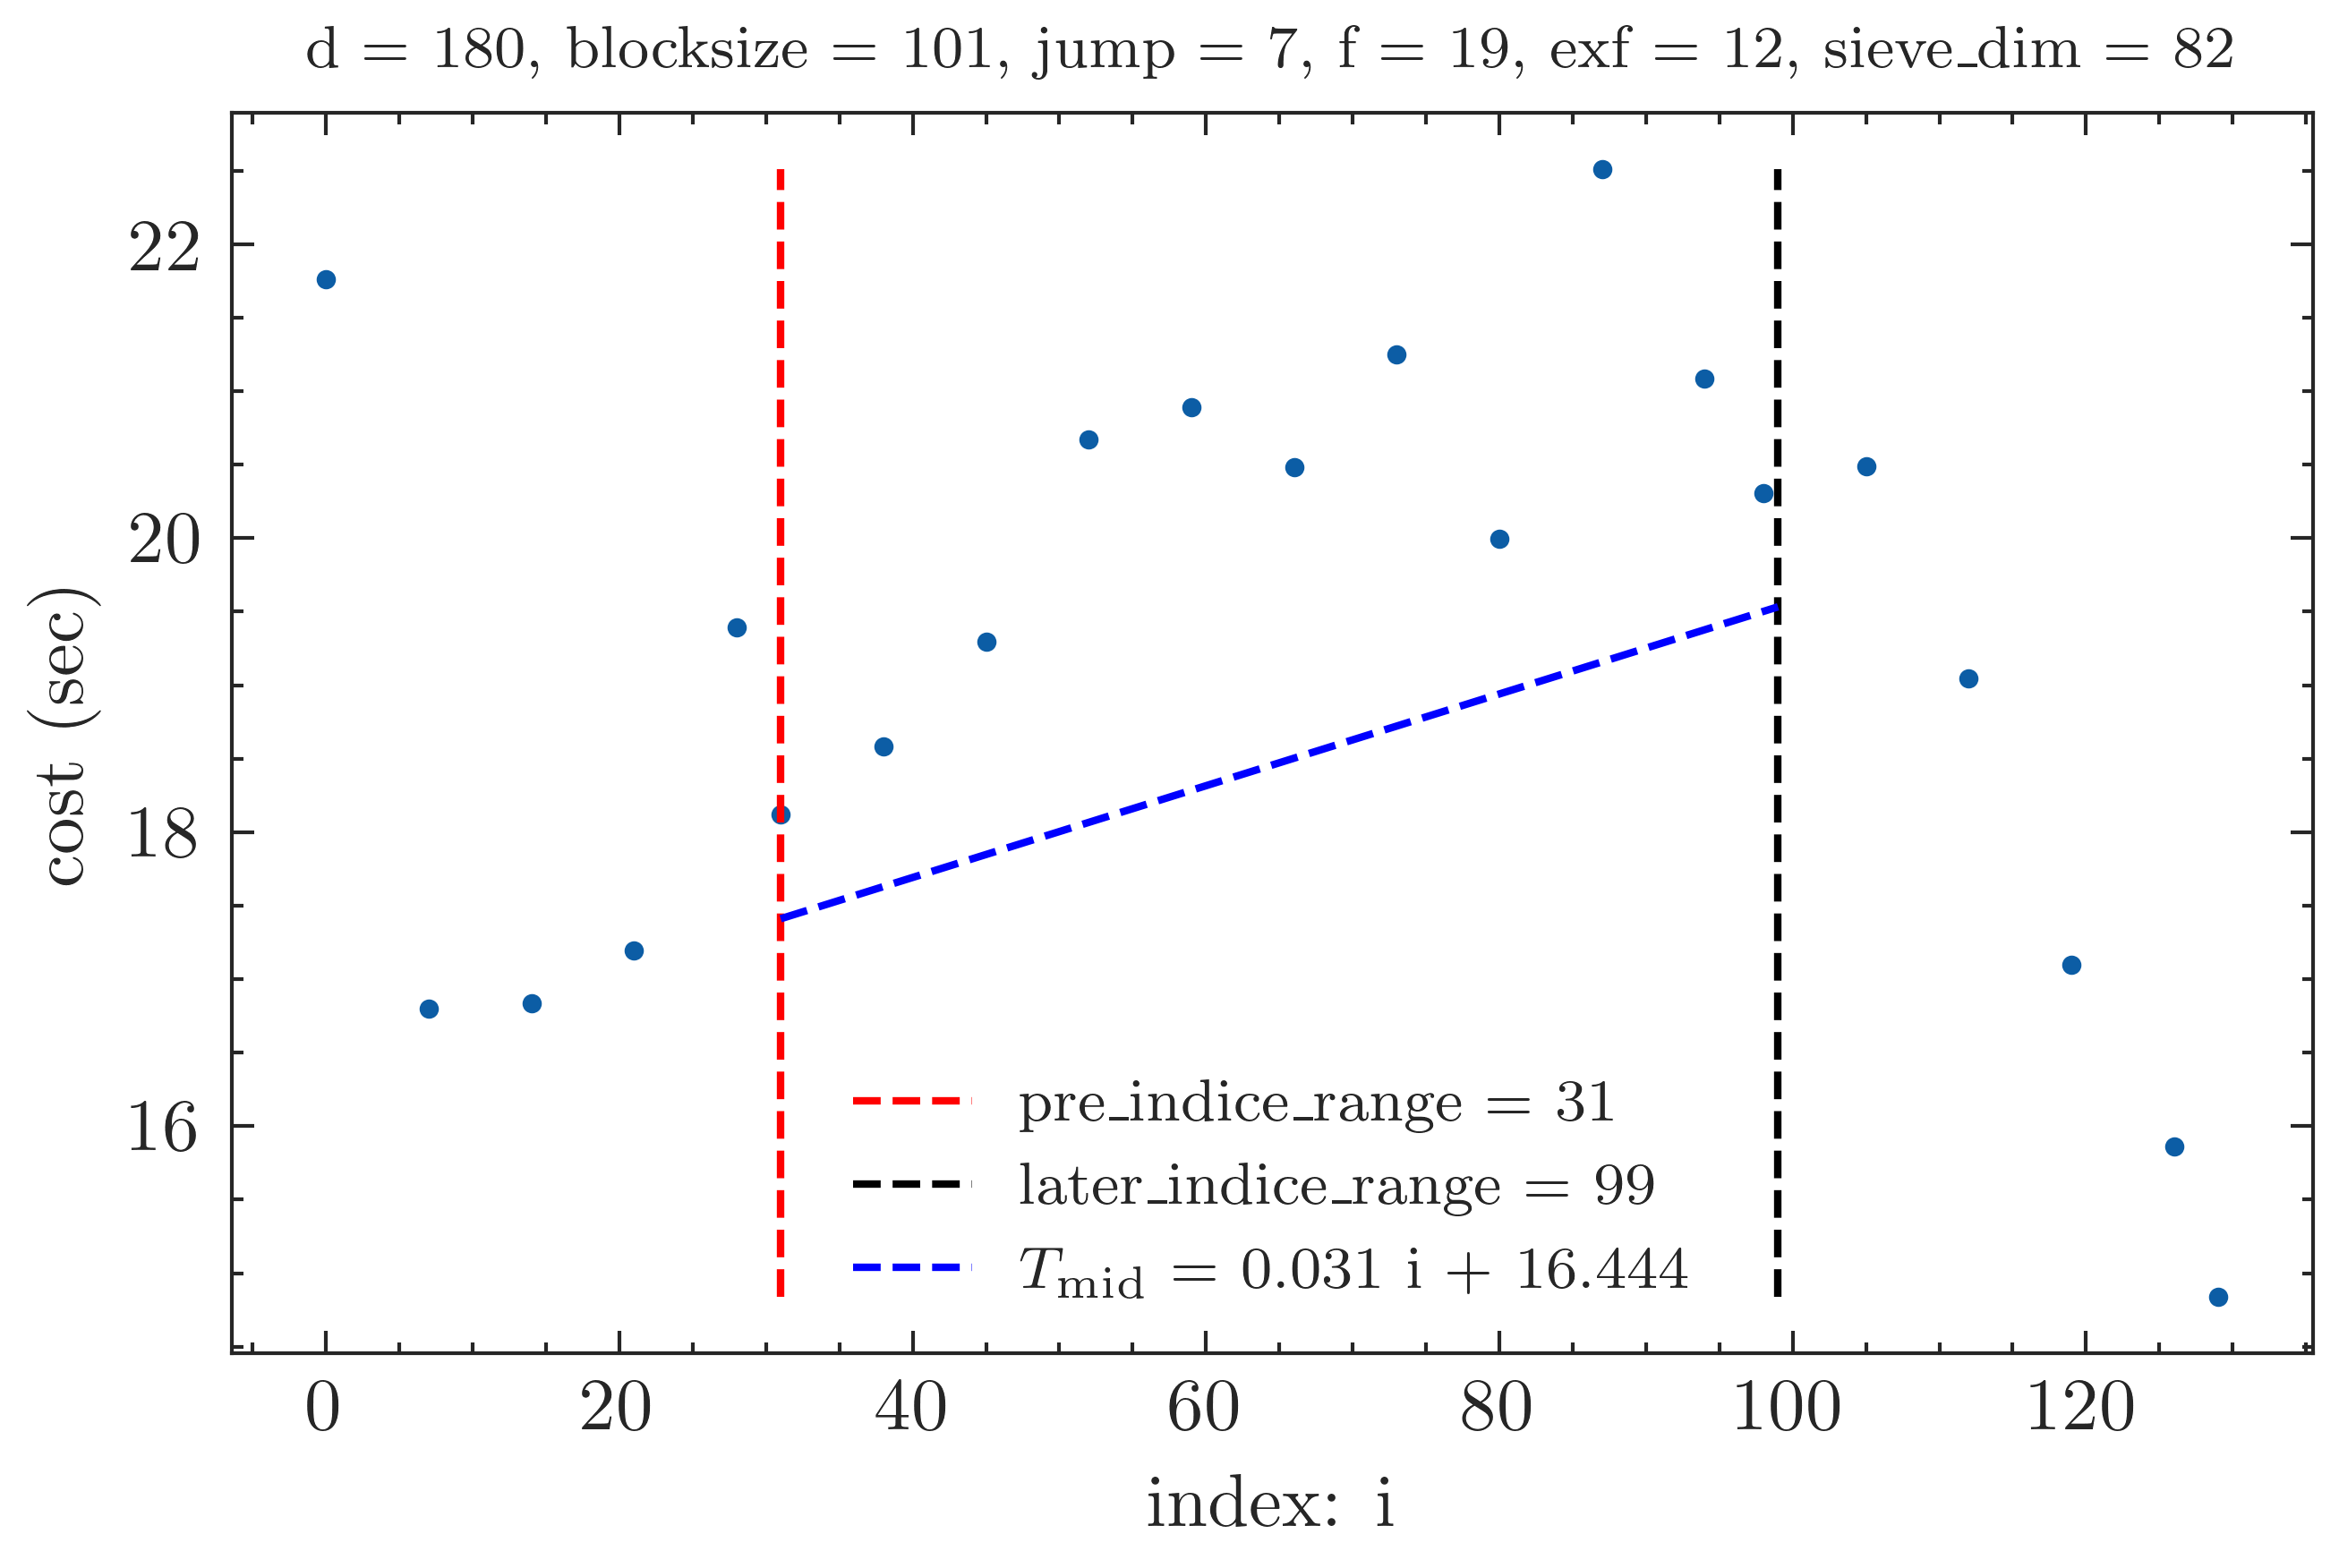 d = 180, blocksize = 101, jump = 7, f = 19, exf = 12, sieve_dim = 82
cost (sec)
22
20
18
16
pre_indice_range = 31
later_indice_range = 99
T_mid = 0.031 i + 16.444
0 20 40 60 80 100 120
index: i